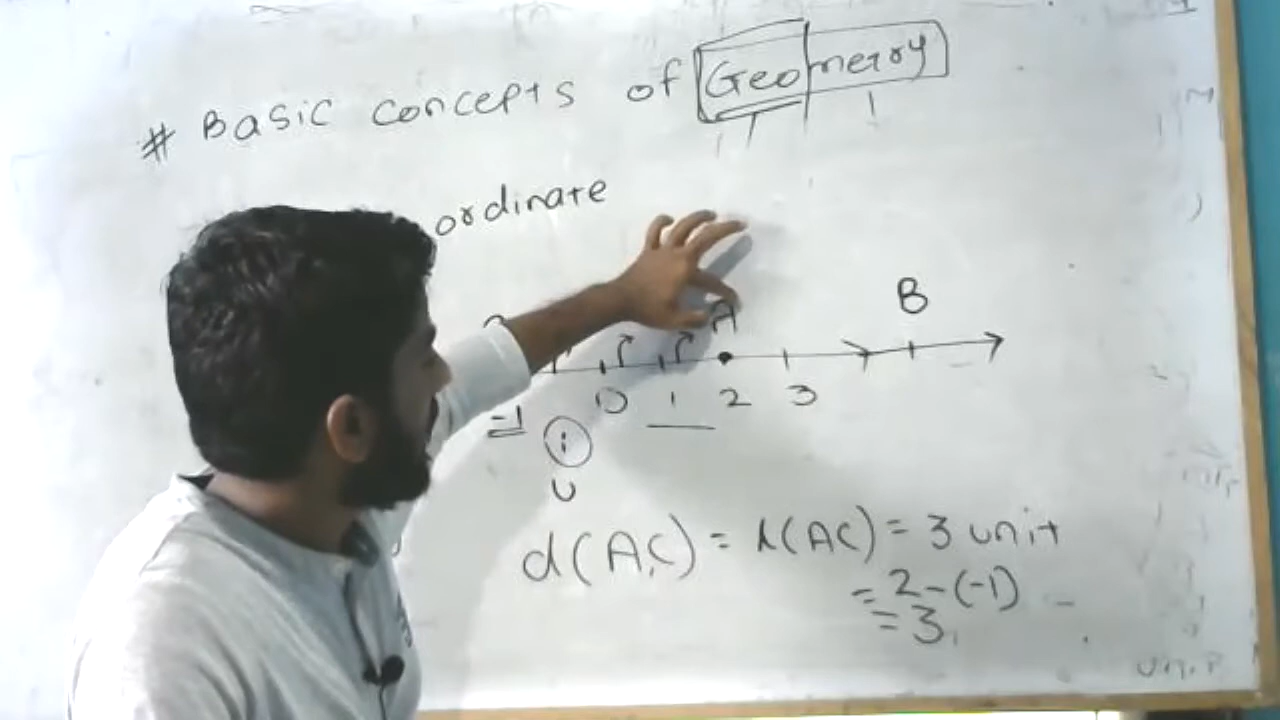 # Basic concepts of Geometry
ordinate
A B
-1 0 1 2 3
i
U
d(A,C) = l(AC) = 3 unit
= 2-(-1)
= 3